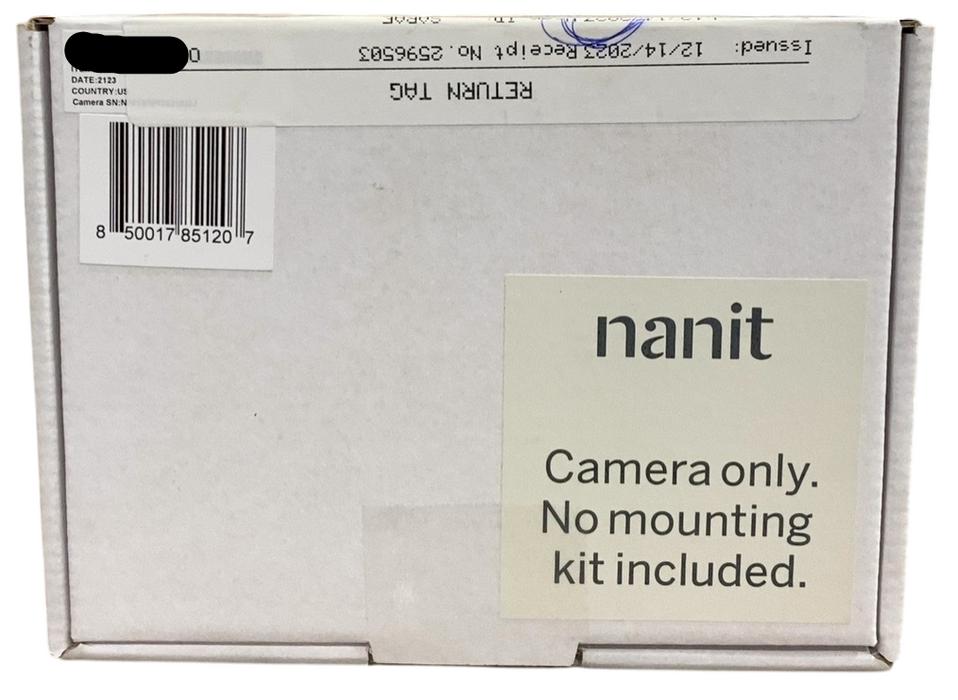 Issued: 12/14/2023 Receipt No. 2596503
RETURN TAG
DATE:2123
COUNTRY:US
Camera SN:N
8 50017 85120 7
nanit
Camera only.
No mounting
kit included.